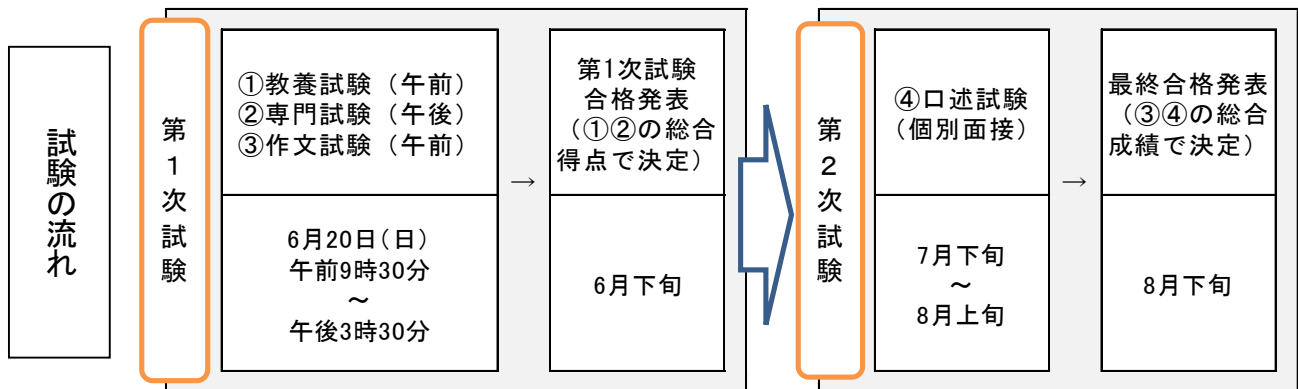 試験の流れ
第1次試験
①教養試験(午前)
②専門試験(午後)
③作文試験(午前)
6月20日(日)
午前9時30分
～
午後3時30分
→
第1次試験
合格発表
(①②の総合
得点で決定)
6月下旬
第2次試験
④口述試験
(個別面接)
7月下旬
～
8月上旬
→
最終合格発表
(③④の総合
成績で決定)
8月下旬